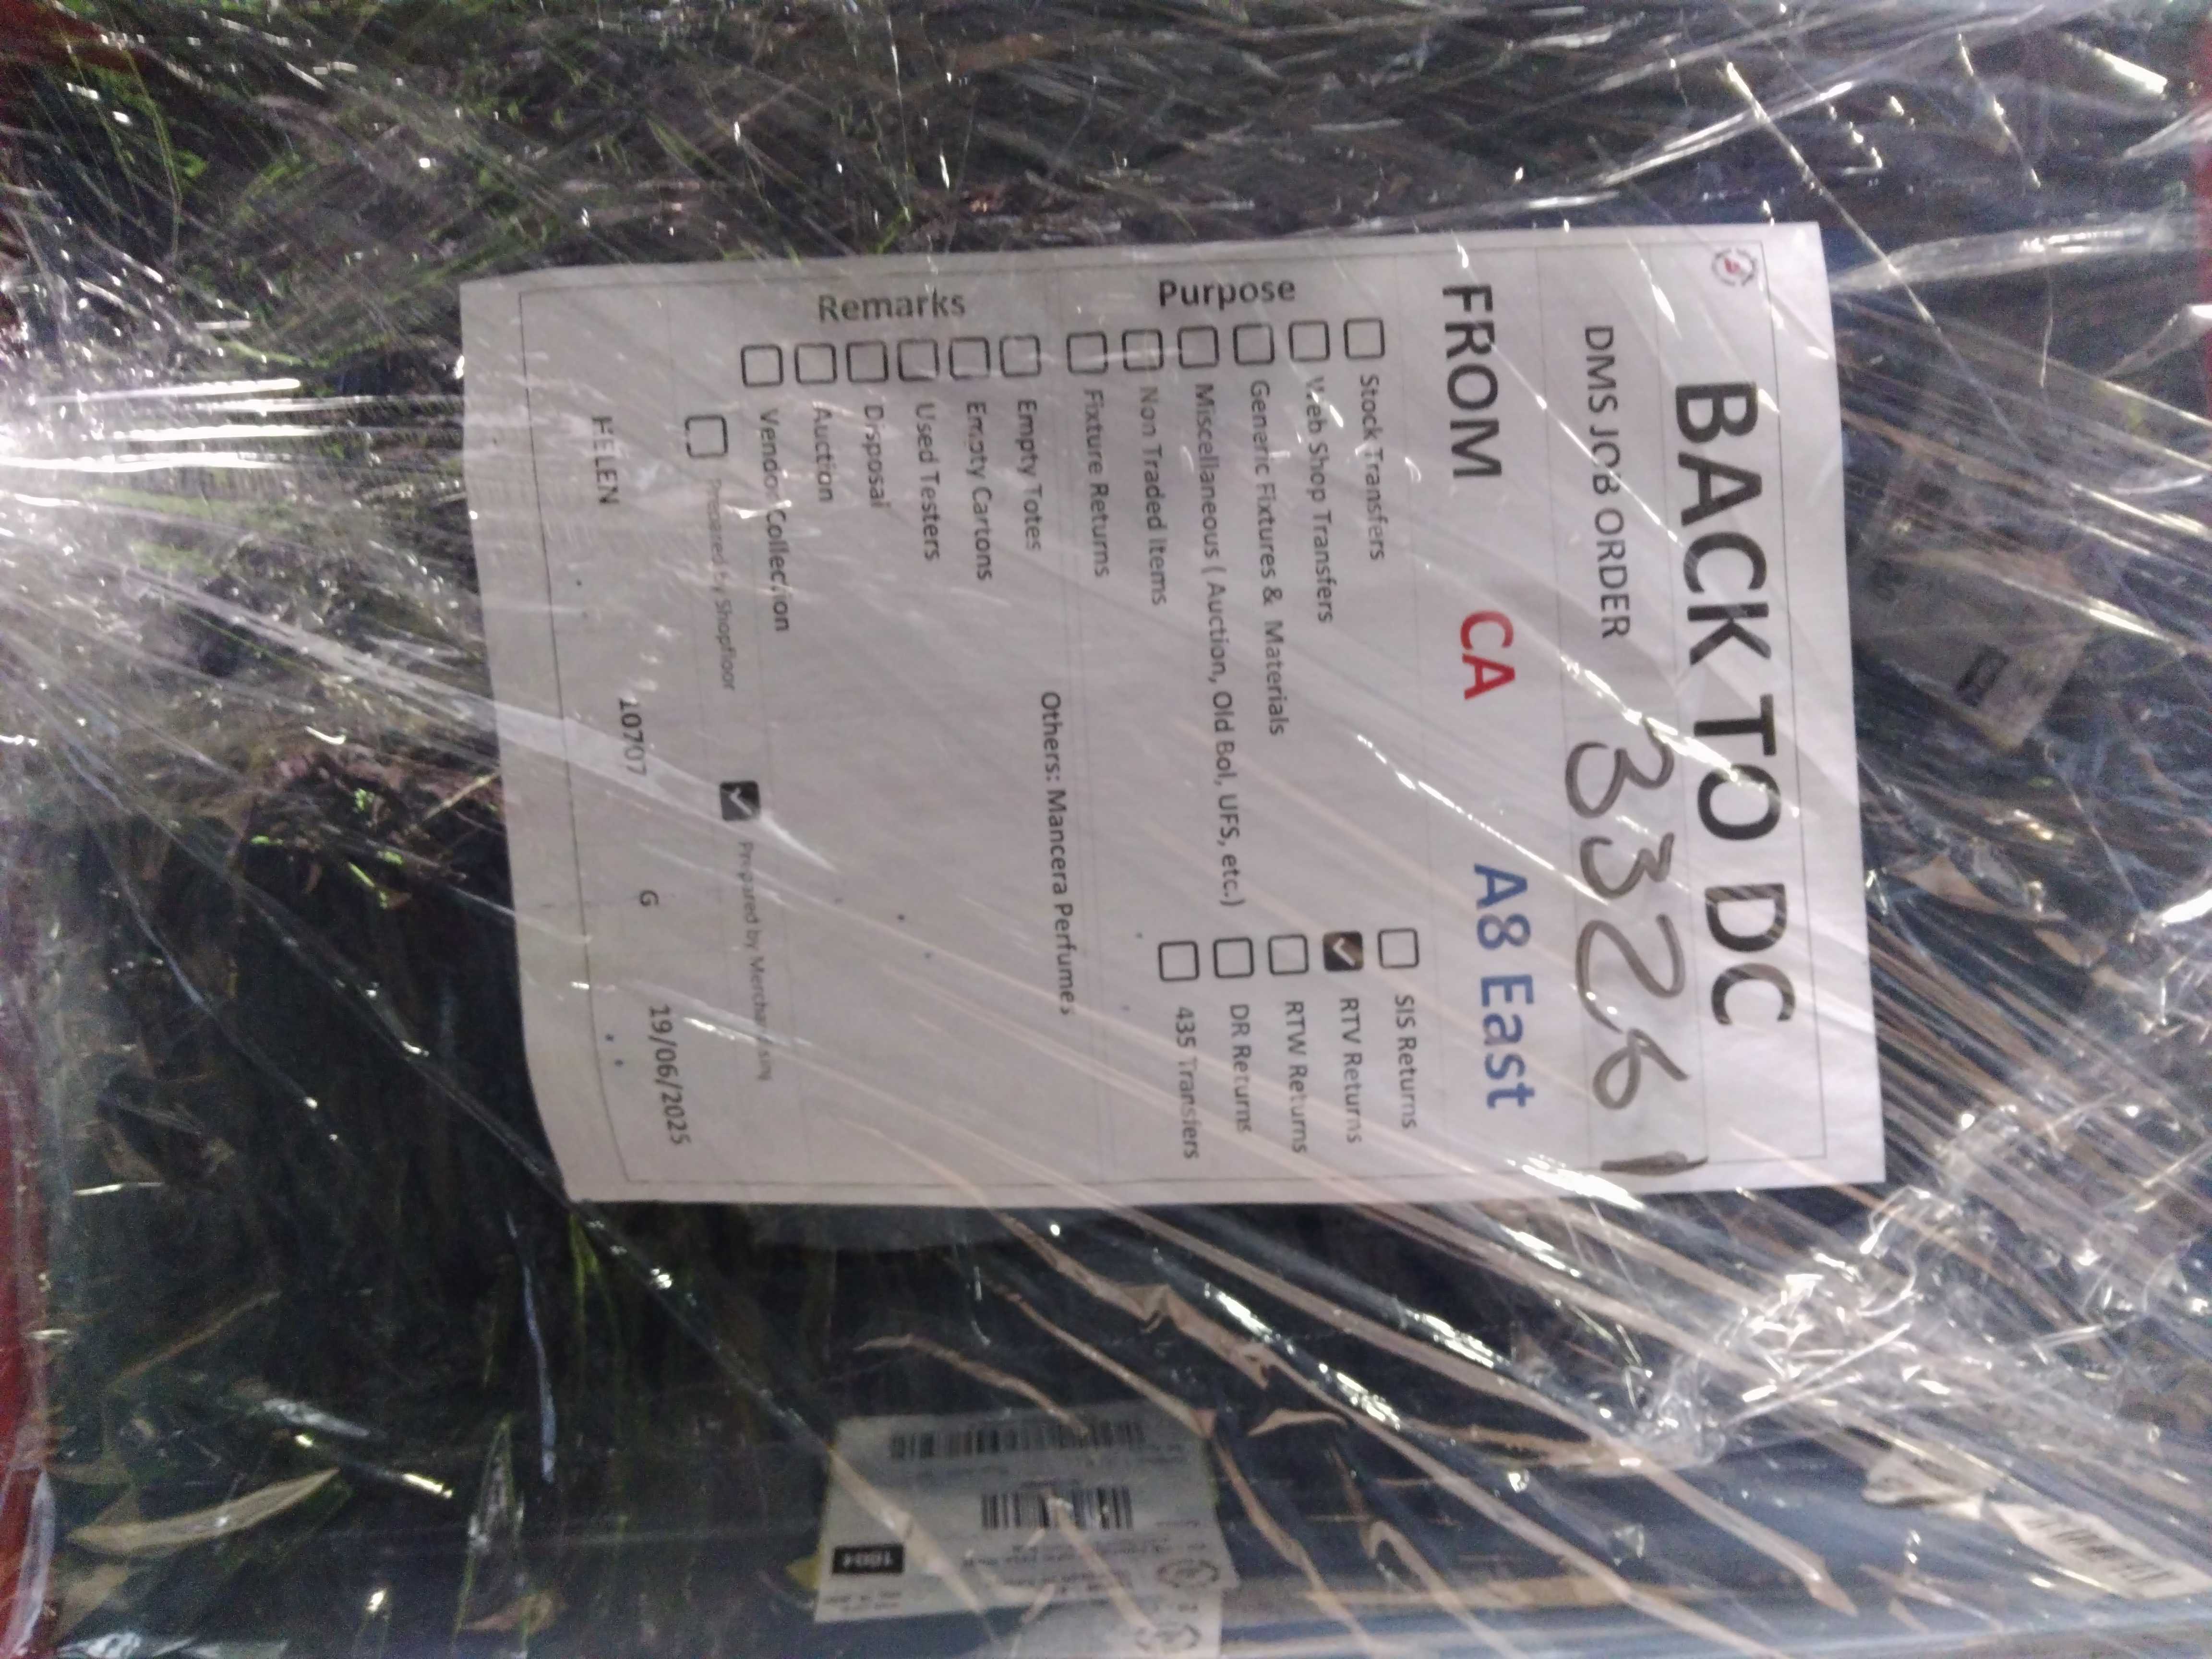 BACK TO DC
DMS JOB ORDER 33261
FROM CA A8 East
Purpose
Stock Transfers
Web Shop Transfers
Generic Fixtures & Materials
Miscellaneous ( Auction, Old Bol, UFS, etc.)
Non Traded Items
Fixture Returns
SIS Returns
RTV Returns
RTW Returns
DR Returns
435 Transfers
Remarks
Empty Totes
Empty Cartons
Used Testers
Disposal
Auction
Vendor Collection
Others: Mancera Perfumes
Prepared by Shopfloor
Prepared by Merchandising
HELEN 10707 G 19/06/2025
1004